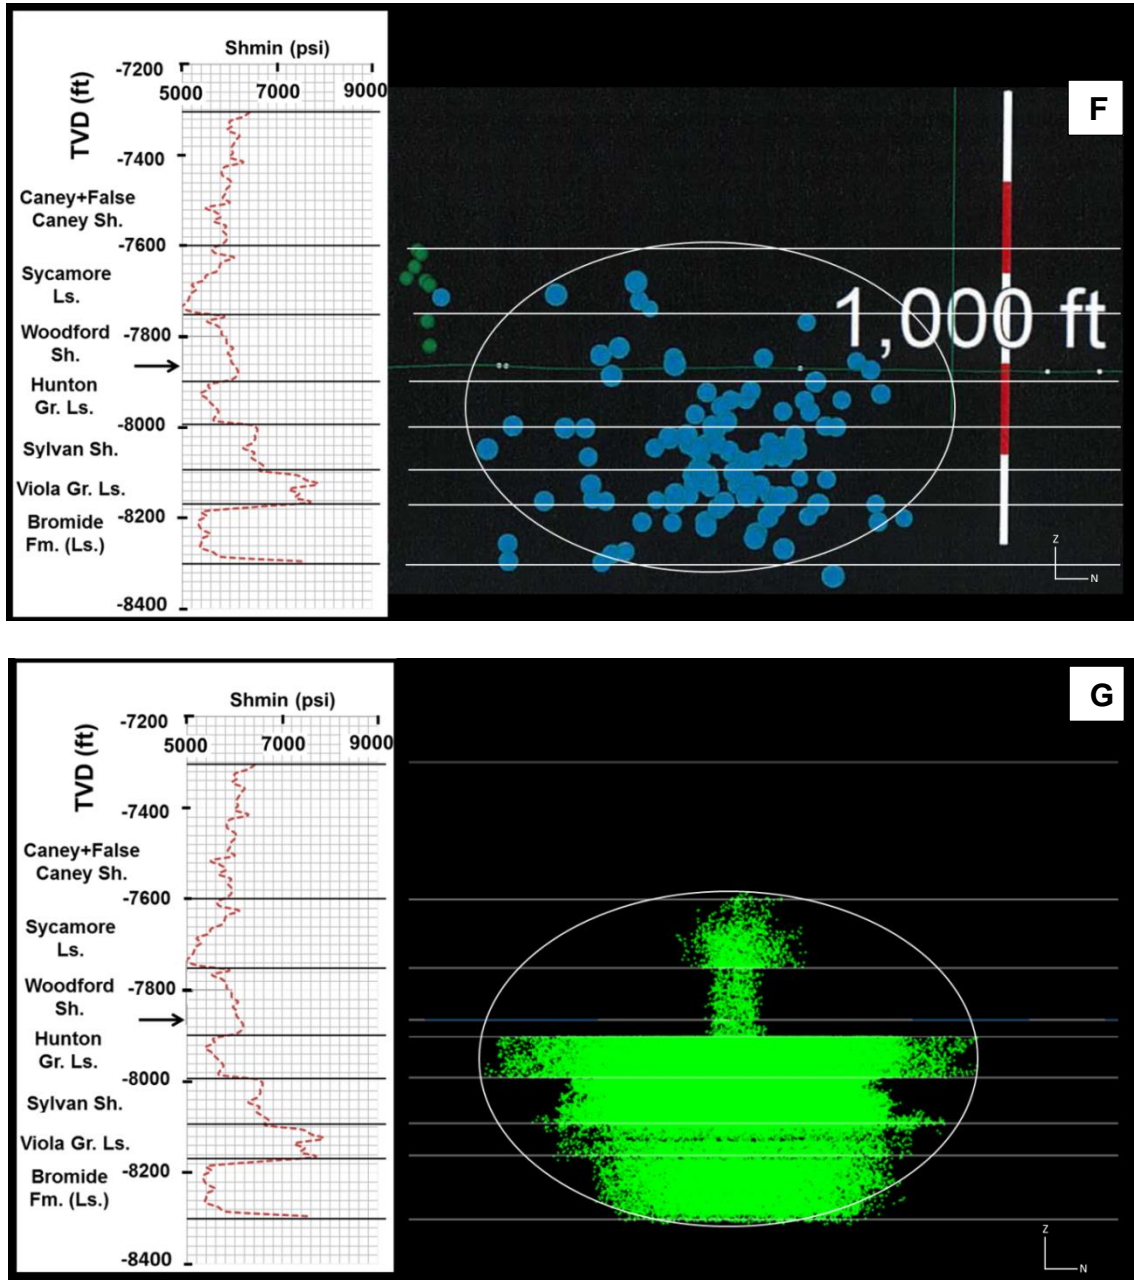 Shmin (psi)
-7200
5000 7000 9000
TVD (ft)
-7400
Caney+False
Caney Sh.
-7600
Sycamore
Ls.
Woodford
Sh.
-7800
Hunton
Gr. Ls.
-8000
Sylvan Sh.
Viola Gr. Ls.
-8200
Bromide
Fm. (Ls.)
-8400
F
1,000 ft
Z
N
Shmin (psi)
-7200
5000 7000 9000
TVD (ft)
-7400
Caney+False
Caney Sh.
-7600
Sycamore
Ls.
Woodford
Sh.
-7800
Hunton
Gr. Ls.
-8000
Sylvan Sh.
Viola Gr. Ls.
-8200
Bromide
Fm. (Ls.)
-8400
G
Z
N